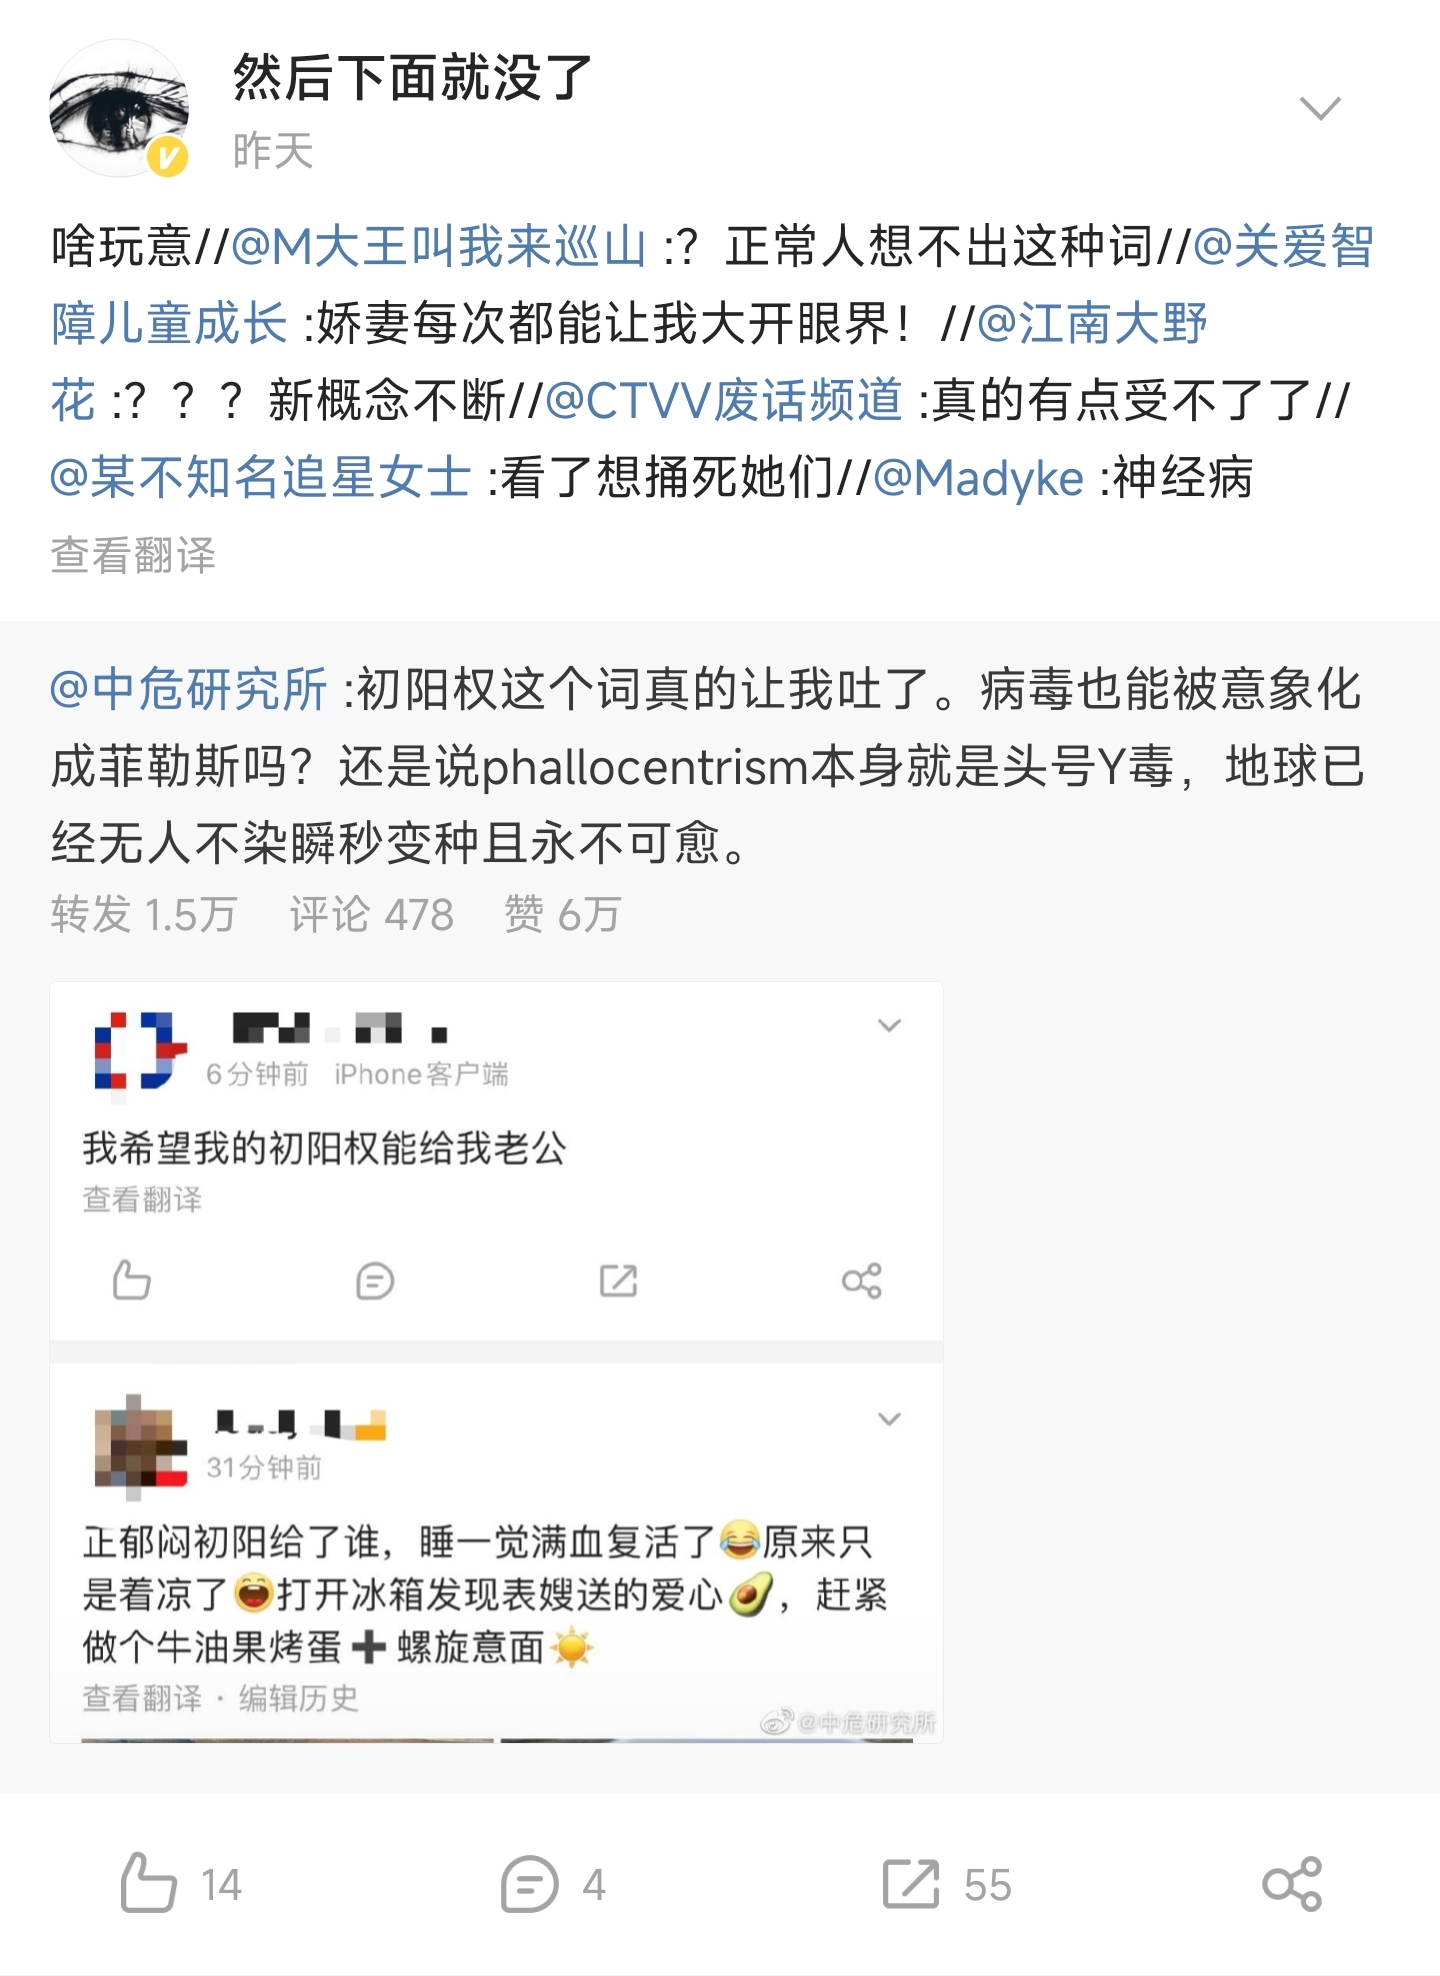 然后下面就没了
昨天
啥玩意//@M大王叫我来巡山 :？正常人想不出这种词//@关爱智
障儿童成长 :娇妻每次都能让我大开眼界！//@江南大野
花 :？？？新概念不断//@CTVV废话频道 :真的有点受不了了//
@某不知名追星女士 :看了想捅死她们//@Madyke :神经病
查看翻译
@中危研究所 :初阳权这个词真的让我吐了。病毒也能被意象化
成菲勒斯吗？还是说phallocentrism本身就是头号Y毒，地球已
经无人不染瞬秒变种且永不可愈。
转发 1.5万 评论 478 赞 6万
6分钟前 iPhone客户端
我希望我的初阳权能给我老公
查看翻译
31分钟前
正郁闷初阳给了谁，睡一觉满血复活了😂原来只
是着凉了😄打开冰箱发现表嫂送的爱心🥑，赶紧
做个牛油果烤蛋➕螺旋意面☀️
查看翻译 · 编辑历史
@中危研究所
14 4 55